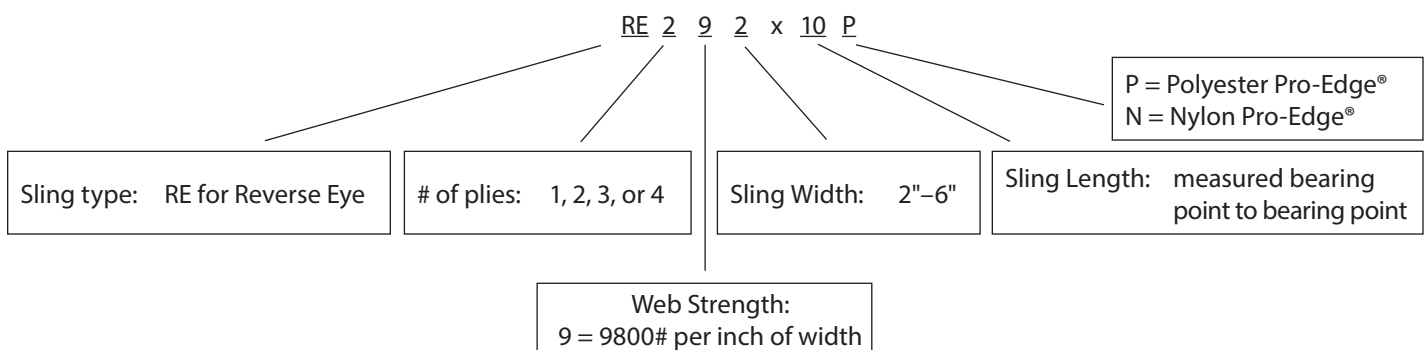 RE 2 9 2 x 10 P
P = Polyester Pro-Edge®
N = Nylon Pro-Edge®
Sling type: RE for Reverse Eye
# of plies: 1, 2, 3, or 4
Sling Width: 2"–6"
Sling Length: measured bearing
point to bearing point
Web Strength:
9 = 9800# per inch of width